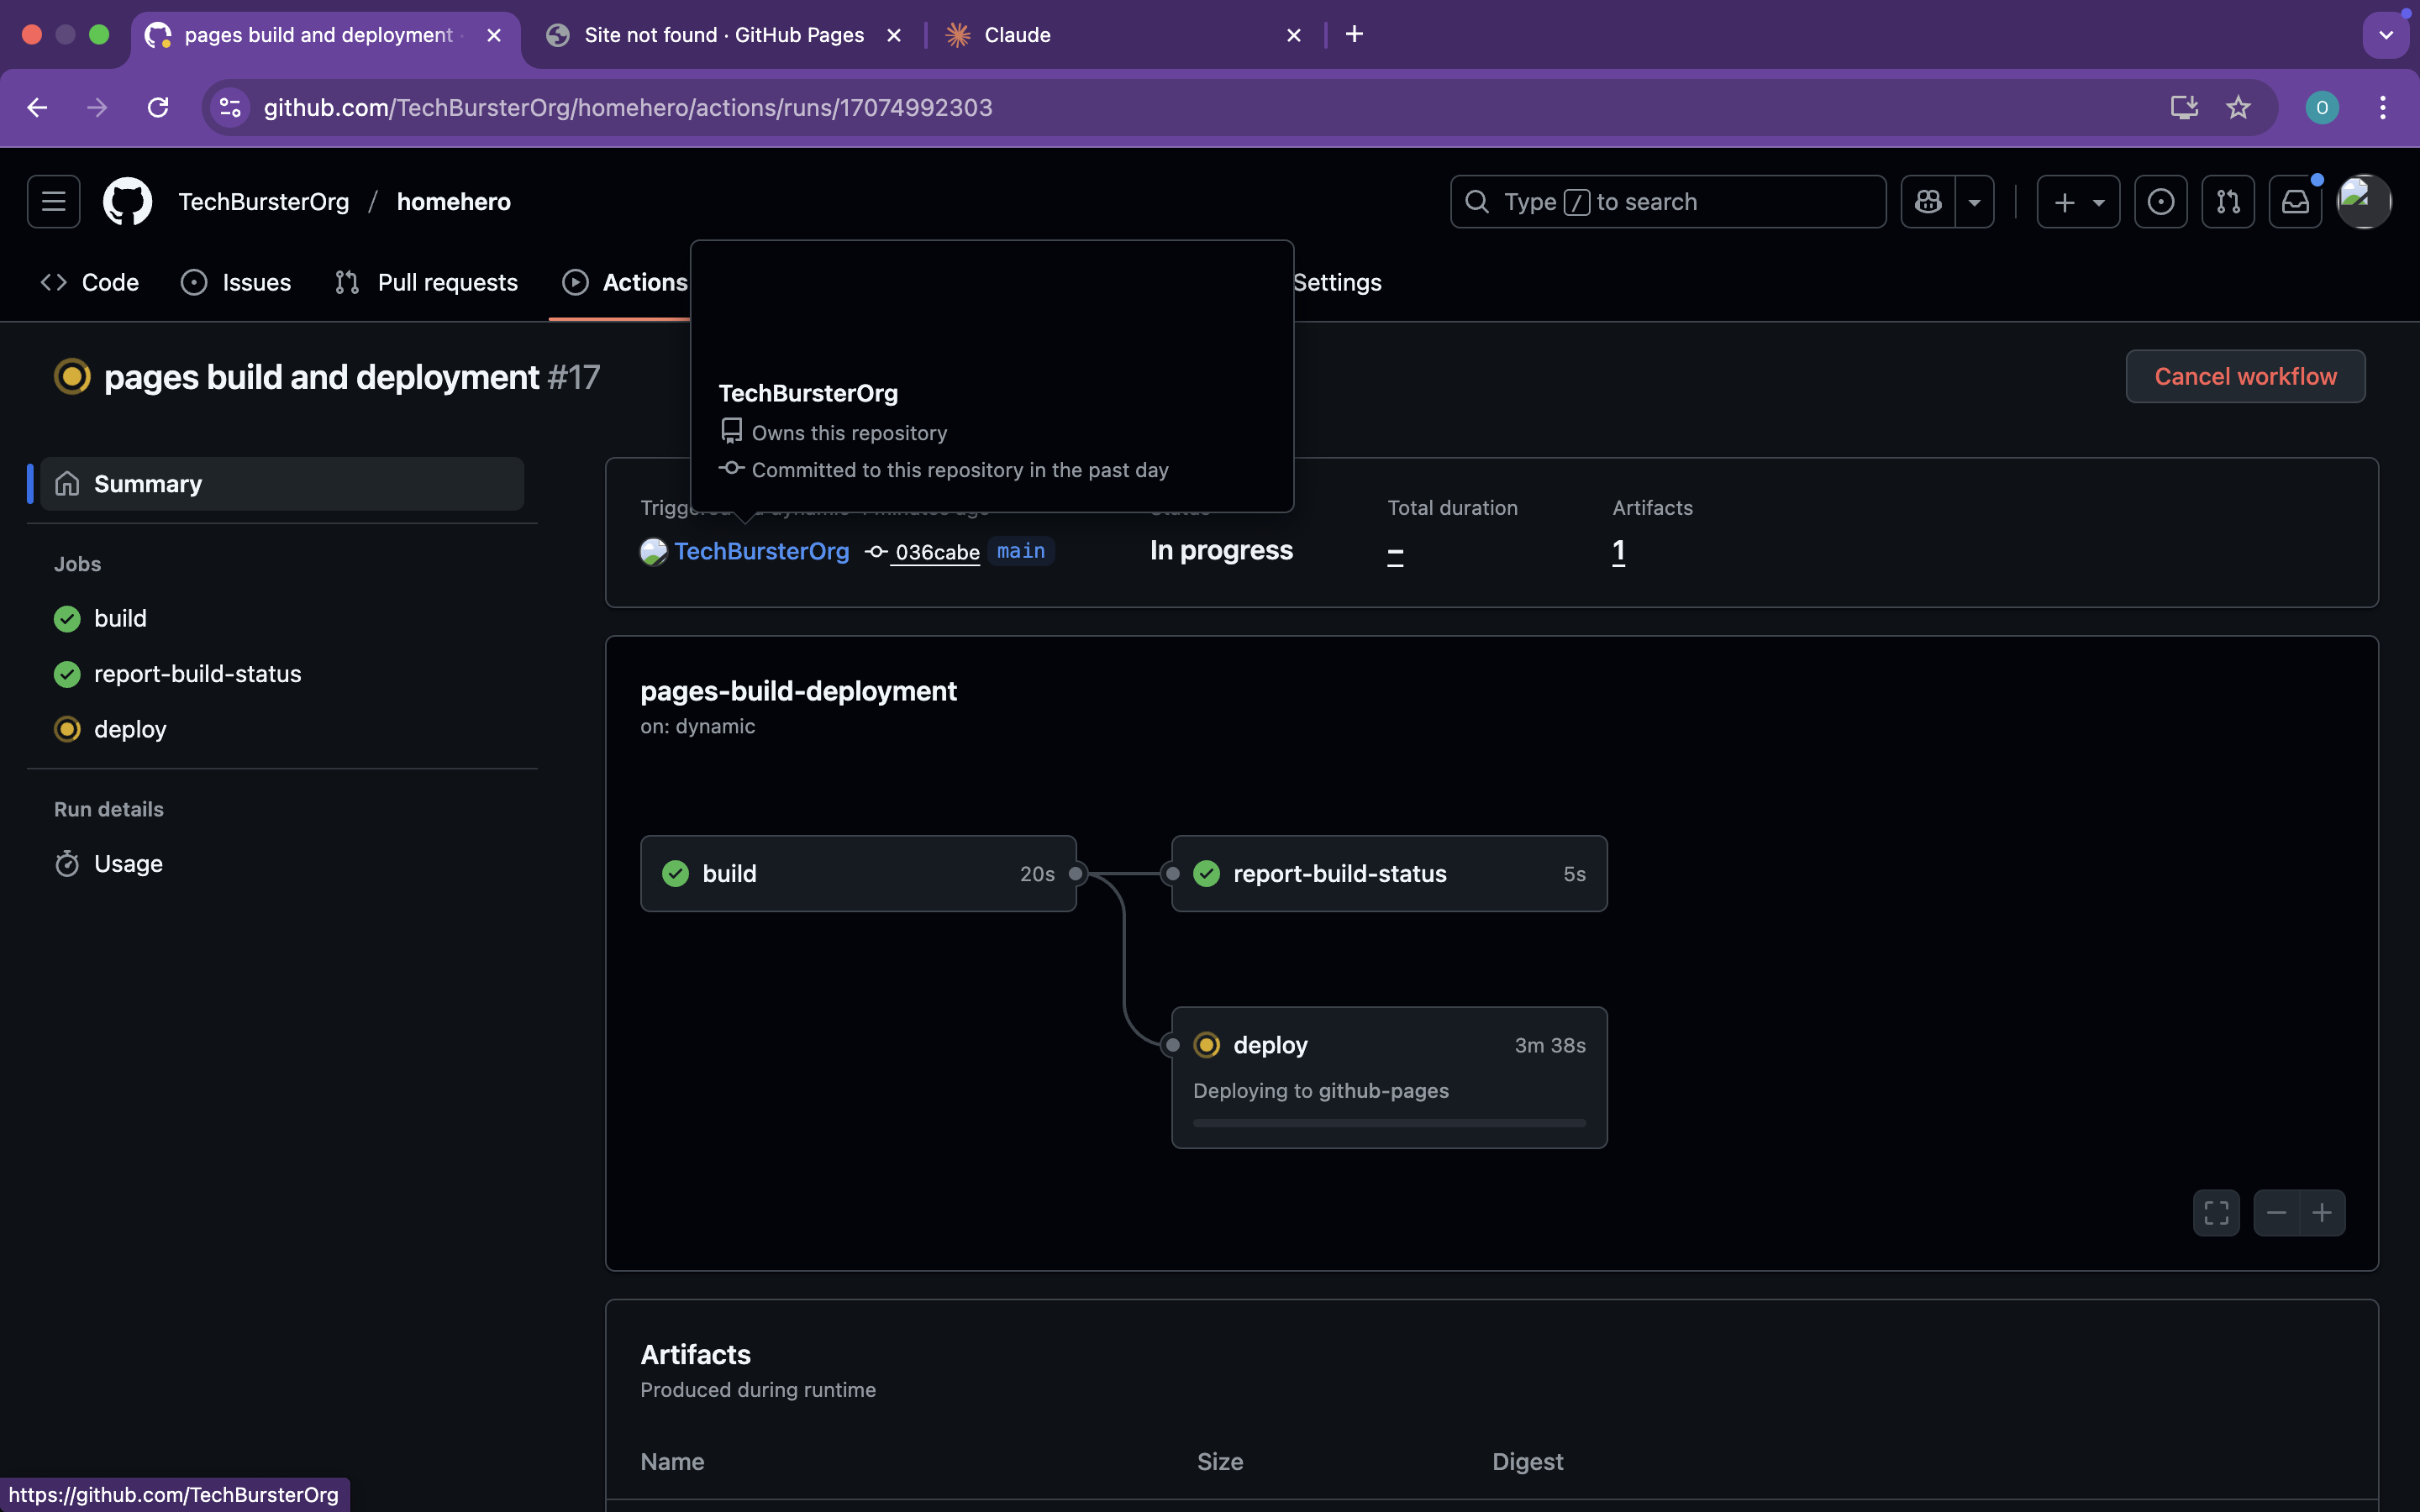 pages build and deployment ·
Site not found · GitHub Pages
Claude
github.com/TechBursterOrg/homehero/actions/runs/17074992303
O
TechBursterOrg / homehero
Type / to search
Code
Issues
Pull requests
Actions
Settings
pages build and deployment #17
Cancel workflow
TechBursterOrg
Owns this repository
Committed to this repository in the past day
Summary
Jobs
build
report-build-status
deploy
Run details
Usage
Total duration
Artifacts
TechBursterOrg 036cabe main
In progress
–
1
pages-build-deployment
on: dynamic
build 20s
report-build-status 5s
deploy 3m 38s
Deploying to github-pages
Artifacts
Produced during runtime
Name Size Digest
https://github.com/TechBursterOrg